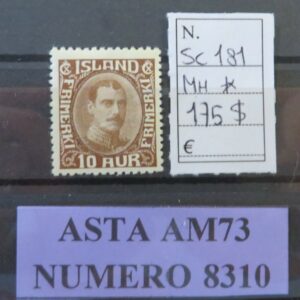 ISLAND
FRIMERKI
FRIMERKI
10 AUR
N.
Sc 181
MH *
175 $
€
ASTA AM73
NUMERO 8310